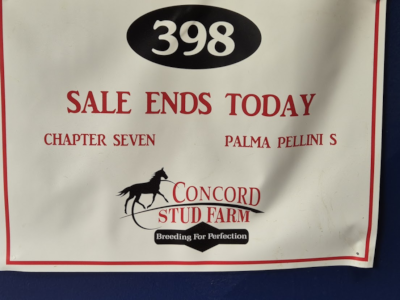 398
SALE ENDS TODAY
CHAPTER SEVEN PALMA PELLINI S
CONCORD
STUD FARM
Breeding For Perfection